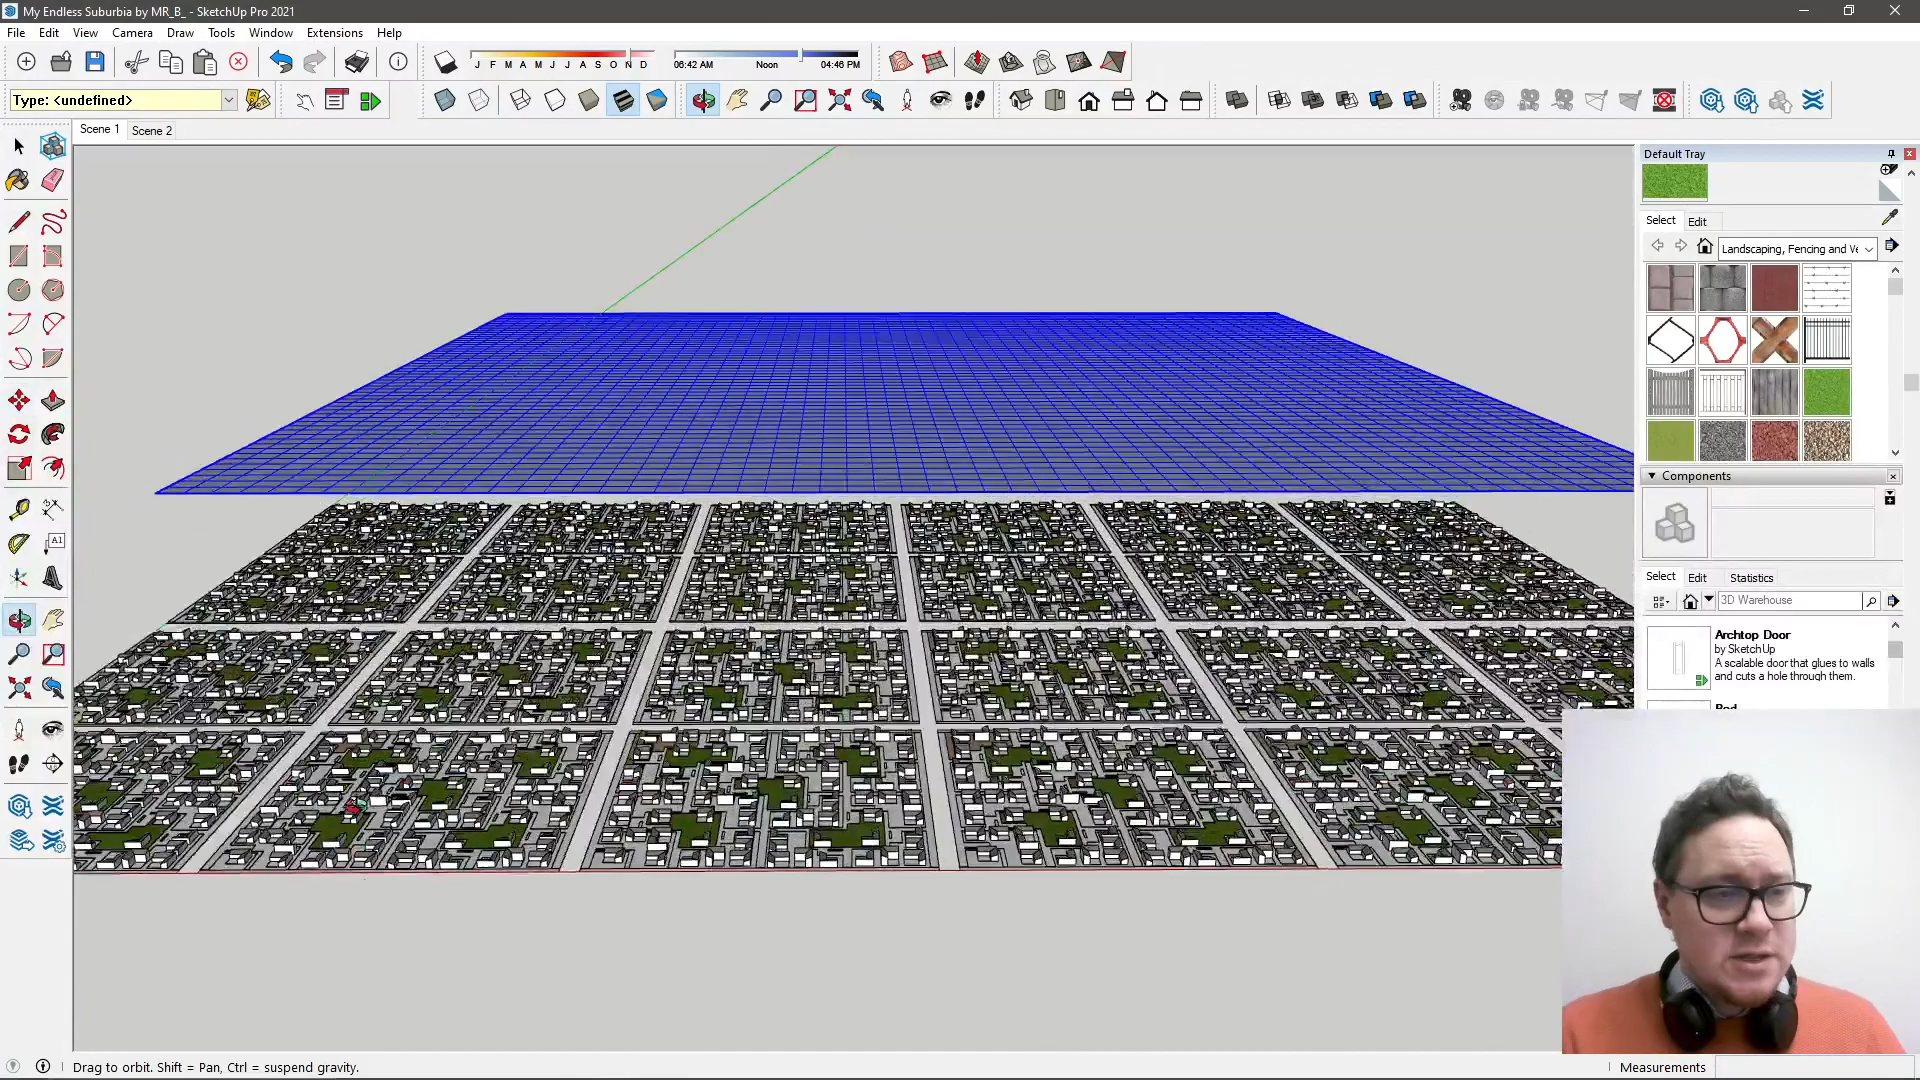 My Endless Suburbia by MR_B_ - SketchUp Pro 2021
File Edit View Camera Draw Tools Window Extensions Help
J F M A M J J A S O N D
06:42 AM Noon 04:46 PM
Type: <undefined>
Scene 1 Scene 2
Default Tray
Select Edit
Landscaping, Fencing and Ve
Components
Select Edit Statistics
3D Warehouse
Archtop Door
by SketchUp
A scalable door that glues to walls
and cuts a hole through them.
A1
Drag to orbit. Shift = Pan, Ctrl = suspend gravity.
Measurements